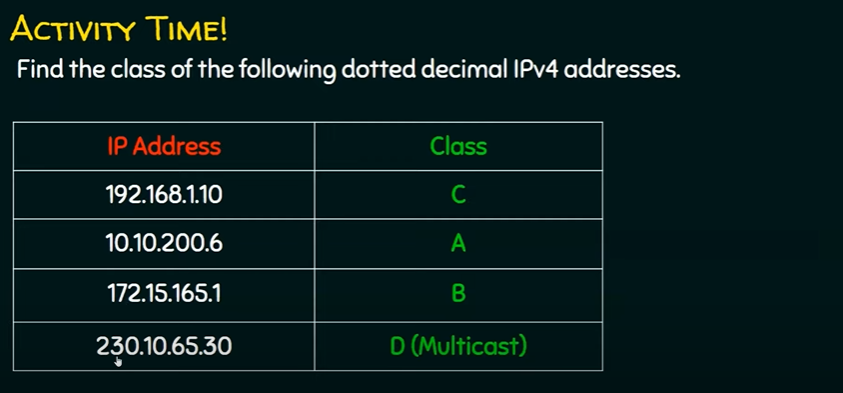 ACTIVITY TIME!
Find the class of the following dotted decimal IPv4 addresses.
IP Address Class
192.168.1.10 C
10.10.200.6 A
172.15.165.1 B
230.10.65.30 D (Multicast)